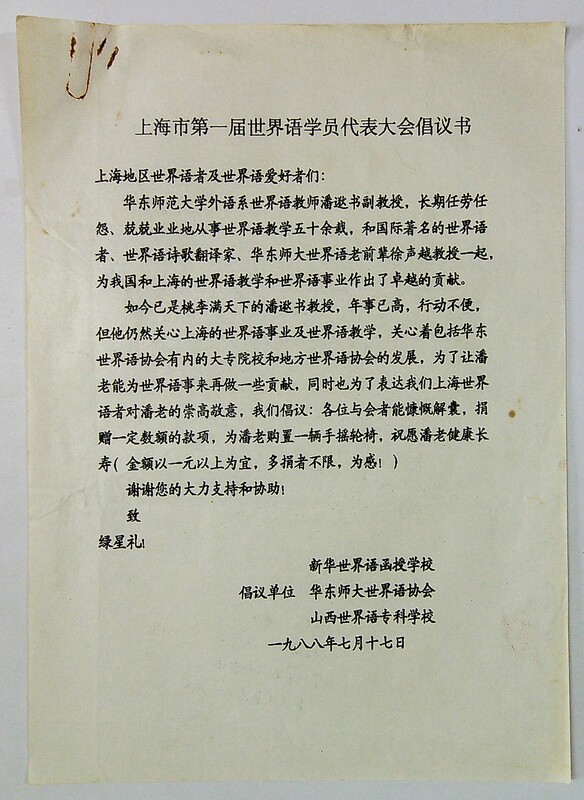 上海市第一届世界语学员代表大会倡议书
上海地区世界语者及世界语爱好者们：
华东师范大学外语系世界语教师潘逖书副教授，长期任劳任
怨、兢兢业业地从事世界语教学五十余载，和国际著名的世界语
者、世界语诗歌翻译家、华东师大世界语老前辈徐声越教授一起，
为我国和上海的世界语教学和世界语事业作出了卓越的贡献。
如今已是桃李满天下的潘逖书教授，年事已高，行动不便，
但他仍然关心上海的世界语事业及世界语教学，关心着包括华东
世界语协会有内的大专院校和地方世界语协会的发展，为了让潘
老能为世界语事来再做一些贡献，同时也为了表达我们上海世界
语者对潘老的崇高敬意，我们倡议：各位与会者能慷慨解囊，捐
赠一定数额的款项，为潘老购置一辆手摇轮椅，祝愿潘老健康长
寿（金额以一元以上为宜，多捐者不限，为感！）
谢谢您的大力支持和协助！
致
绿星礼！
新华世界语函授学校
倡议单位 华东师大世界语协会
山西世界语专科学校
一九八八年七月十七日